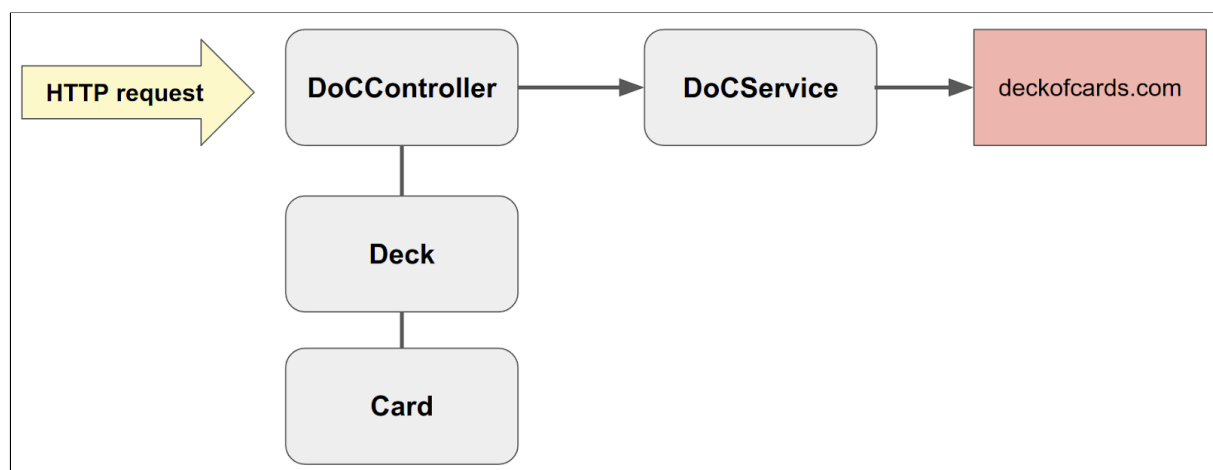 HTTP request
DoCController
DoCService
deckofcards.com
Deck
Card